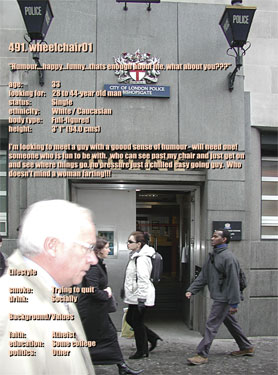 POLICE
POLICE
491. wheelchair01
CITY OF LONDON POLICE
BISHOPSGATE
"Humour...happy...funny...thats enough about me, what about you???"
age: 33
looking for: 28 to 44-year old man
status: Single
ethnicity: White / Caucasian
body type: Full-figured
height: 3' 1" (94.0 cms)
I'm looking to meet a guy with a goood sense of humour - will need one!
someone who is fun to be with. who can see past my chair and just get on
and see where things go, no pressure just a chilled easy going guy. Who
doesn't mind a woman farting!!!
Lifestyle
smoke: Trying to quit
drink: Socially
Background/Values
faith: Atheist
education: Some college
politics: Other